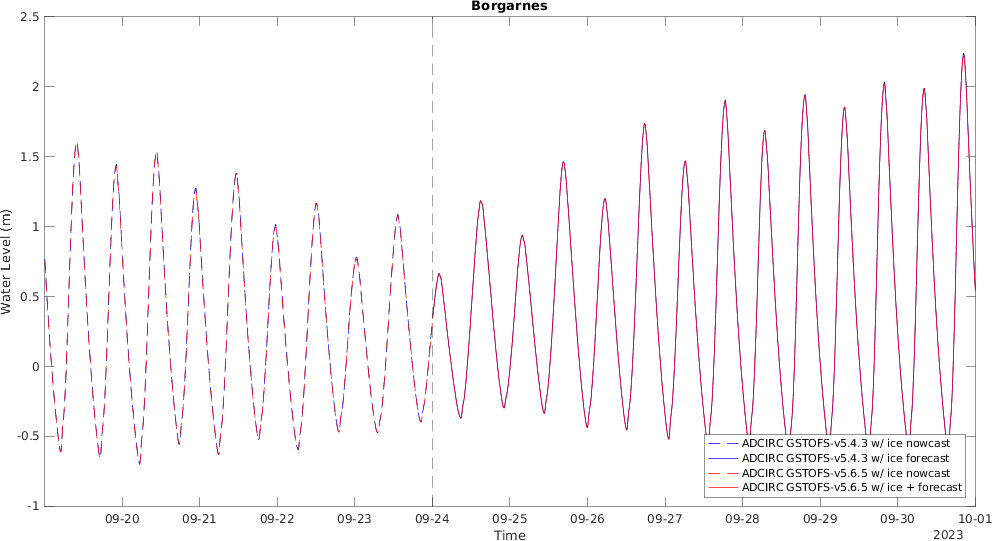 Borgarnes
Water Level (m)
2.5
2
1.5
1
0.5
0
-0.5
-1
09-20 09-21 09-22 09-23 09-24 09-25 09-26 09-27 09-28 09-29 09-30 10-01
Time
2023
ADCIRC GSTOFS-v5.4.3 w/ ice nowcast
ADCIRC GSTOFS-v5.4.3 w/ ice forecast
ADCIRC GSTOFS-v5.6.5 w/ ice nowcast
ADCIRC GSTOFS-v5.6.5 w/ ice + forecast